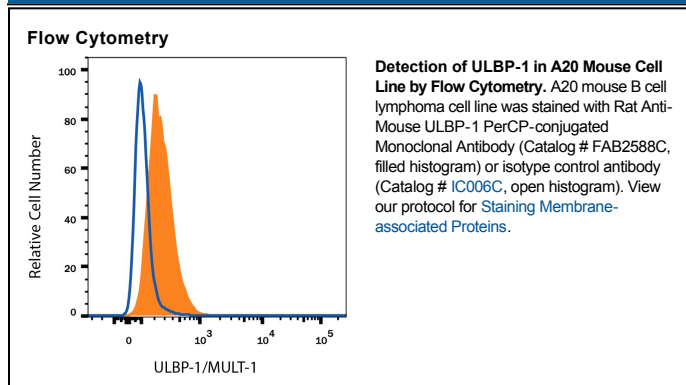 Flow Cytometry
100
80
60
40
20
0
Relative Cell Number
0
10³
10⁴
10⁵
ULBP-1/MULT-1
Detection of ULBP-1 in A20 Mouse Cell
Line by Flow Cytometry. A20 mouse B cell
lymphoma cell line was stained with Rat Anti-
Mouse ULBP-1 PerCP-conjugated
Monoclonal Antibody (Catalog # FAB2588C,
filled histogram) or isotype control antibody
(Catalog # IC006C, open histogram). View
our protocol for Staining Membrane-
associated Proteins.